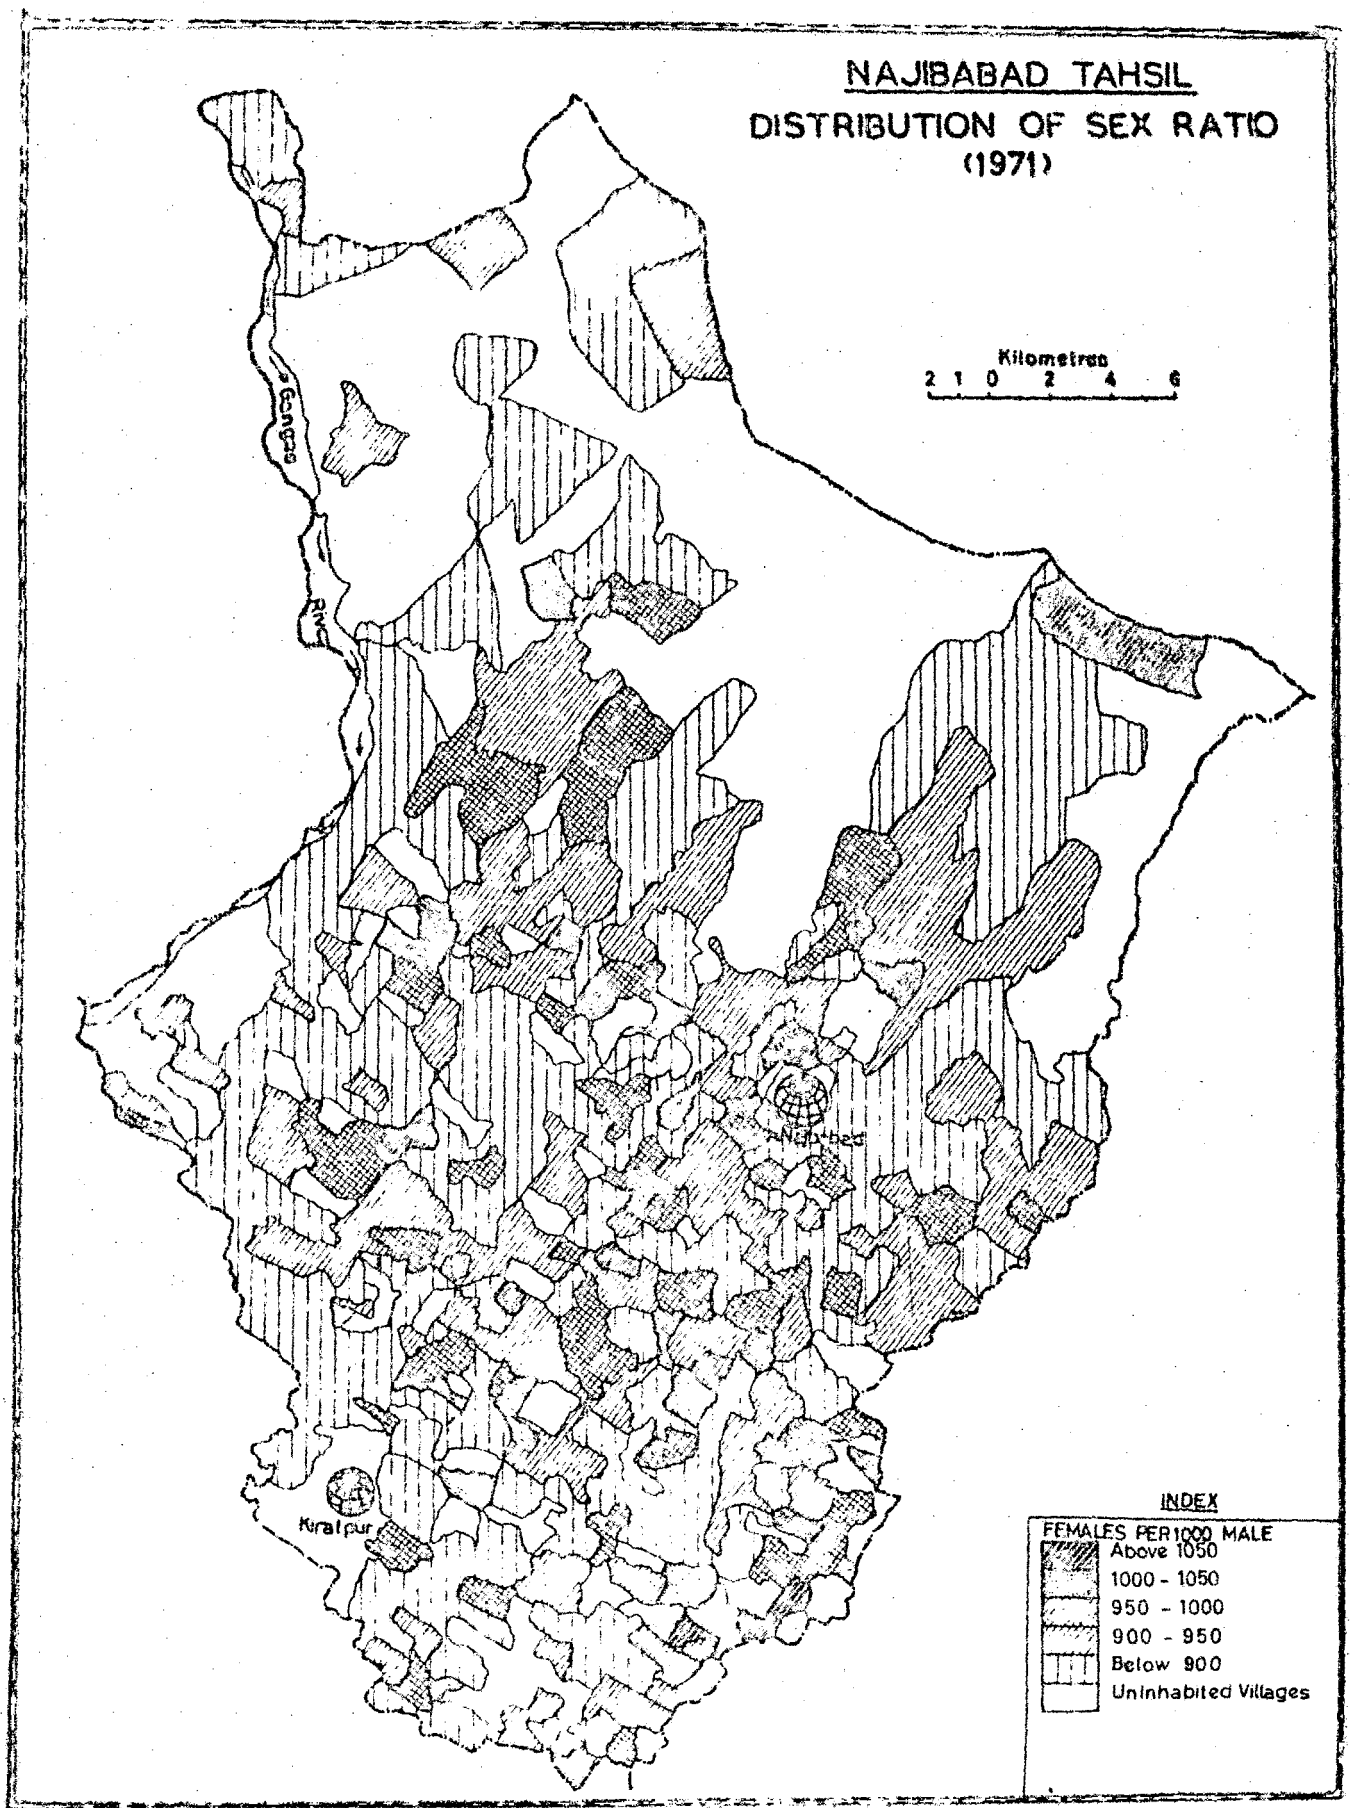 NAJIBABAD TAHSIL
DISTRIBUTION OF SEX RATIO
(1971)
Kilometres
2 1 0 2 4 6
Gangas
River
Kiratpur
INDEX
FEMALES PER 1000 MALE
Above 1050
1000 - 1050
950 - 1000
900 - 950
Below 900
Uninhabited Villages